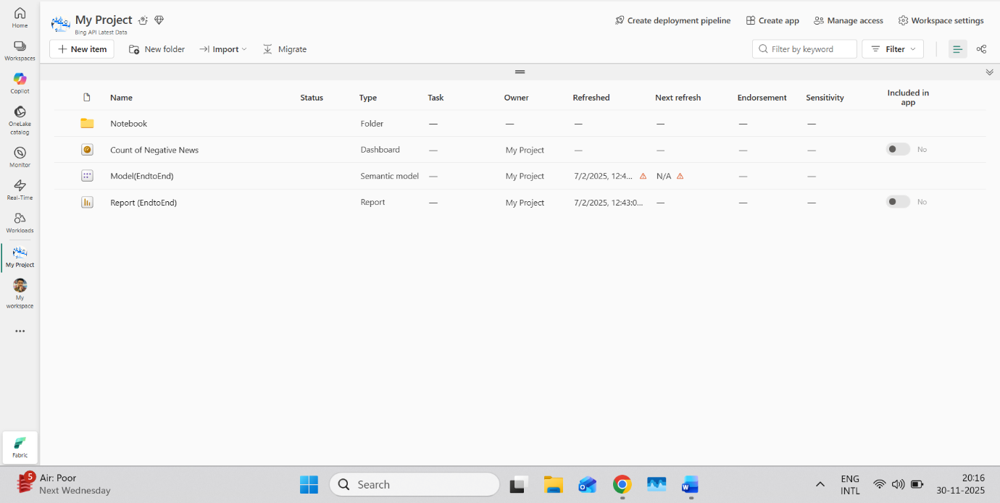 Home
Workspaces
Copilot
OneLake
catalog
Monitor
Real-Time
Workloads
My Project
My
workspace
Fabric
My Project
Bing API Latest Data
Create deployment pipeline
Create app
Manage access
Workspace settings
New item
New folder
Import
Migrate
Filter by keyword
Filter
Name Status Type Task Owner Refreshed Next refresh Endorsement Sensitivity Included in
app
Notebook Folder — — — — — —
Count of Negative News Dashboard — My Project — — — — No
Model(EndtoEnd) Semantic model — My Project 7/2/2025, 12:4... N/A — —
Report (EndtoEnd) Report — My Project 7/2/2025, 12:43:0... — — — No
5
Air: Poor
Next Wednesday
Search
ENG
INTL
20:16
30-11-2025